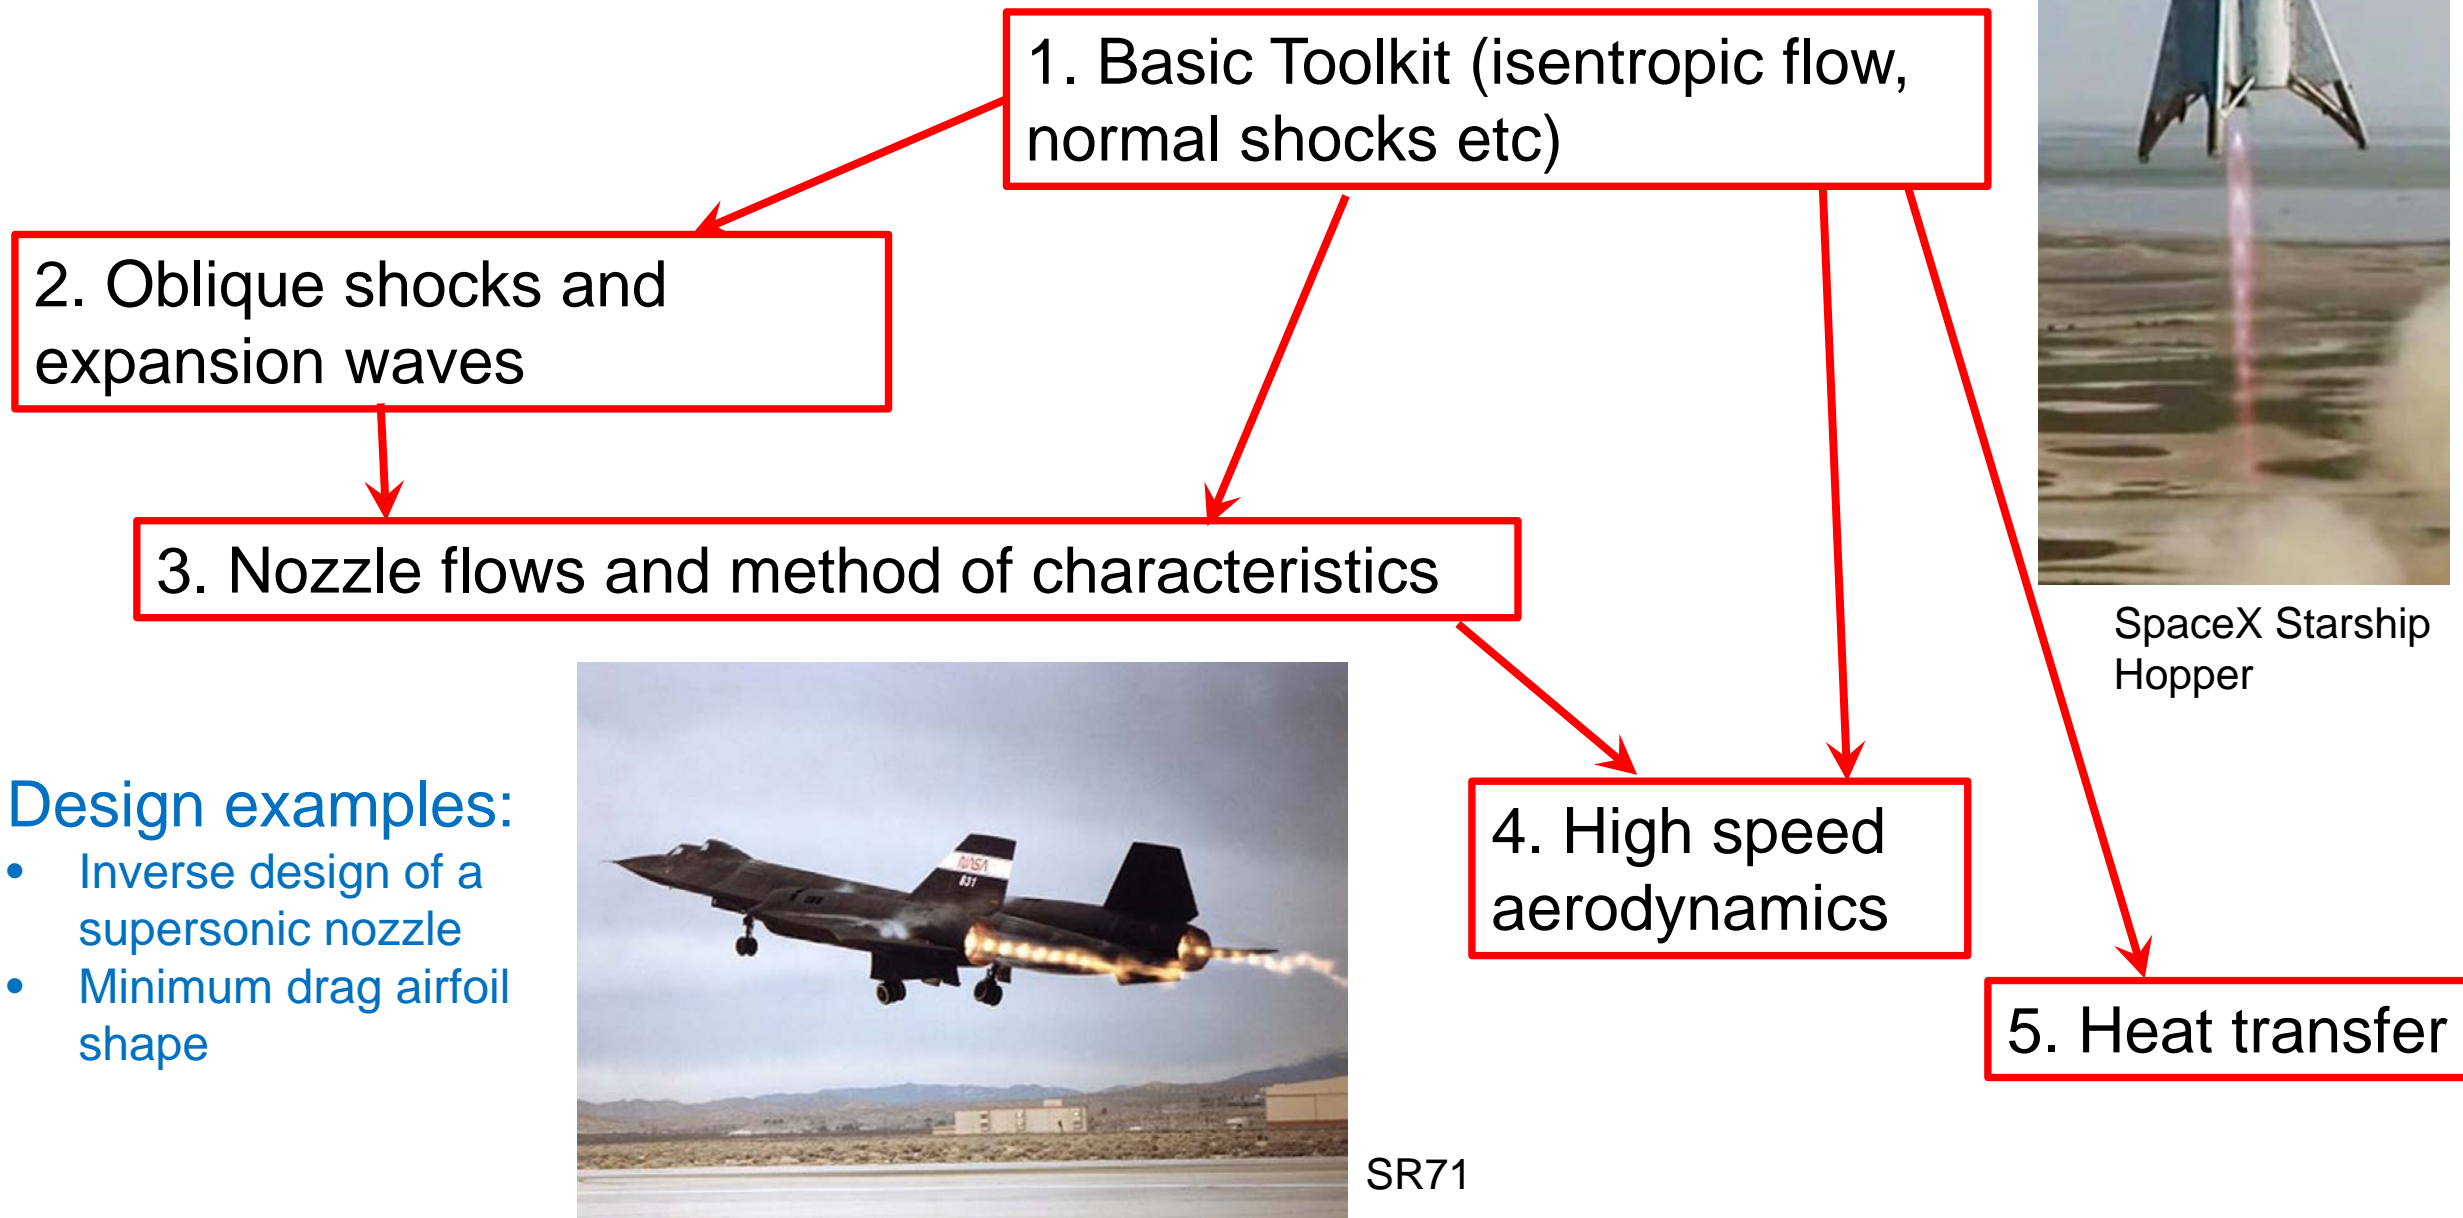 1. Basic Toolkit (isentropic flow,
normal shocks etc)
2. Oblique shocks and
expansion waves
3. Nozzle flows and method of characteristics
SpaceX Starship
Hopper
Design examples:
• Inverse design of a
supersonic nozzle
• Minimum drag airfoil
shape
NASA
831
4. High speed
aerodynamics
5. Heat transfer
SR71